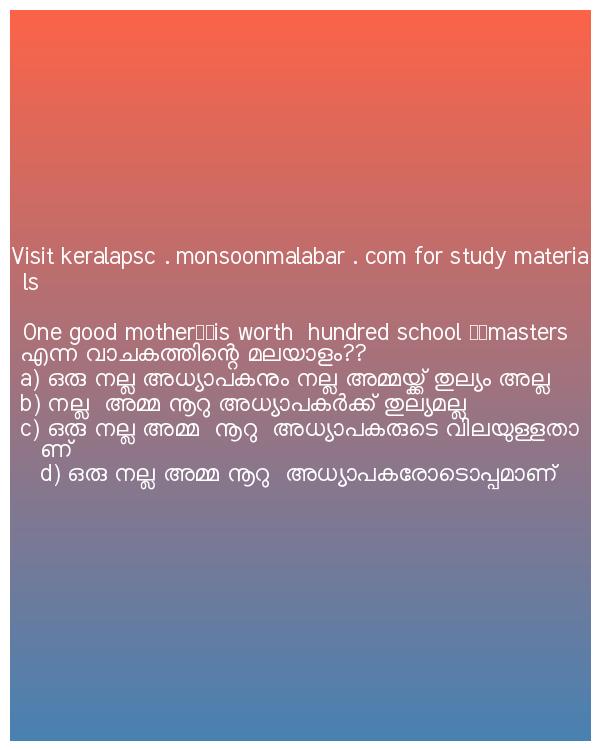 Visit keralapsc . monsoonmalabar . com for study materia
ls
One good mother▯▯is worth  hundred school ▯▯masters
എന്ന വാചകത്തിന്റെ മലയാളം??
a) ഒരു നല്ല അധ്യാപകനും നല്ല അമ്മയ്ക്ക് തുല്യം അല്ല
b) നല്ല  അമ്മ നൂറു അധ്യാപകർക്ക് തുല്യമല്ല
c) ഒരു നല്ല അമ്മ  നൂറു  അധ്യാപകരുടെ വിലയുള്ളതാ
ണ്
d) ഒരു നല്ല അമ്മ നൂറു  അധ്യാപകരോടൊപ്പമാണ്